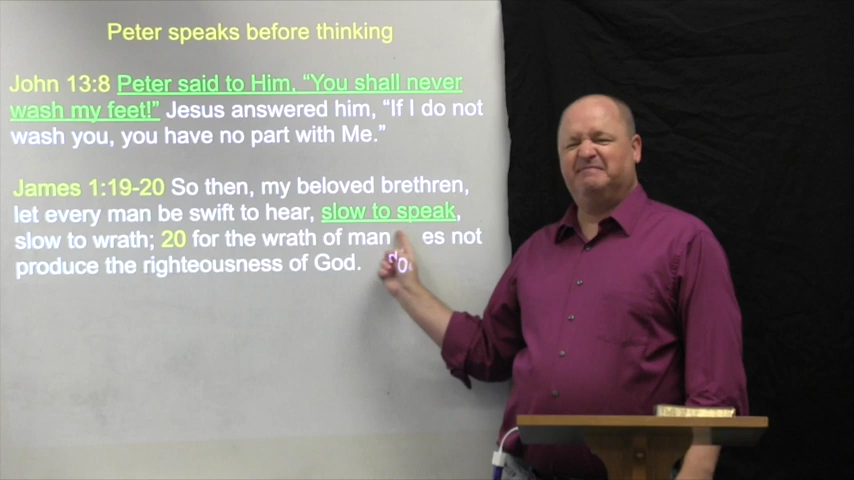 Peter speaks before thinking
John 13:8 Peter said to Him, “You shall never
wash my feet!” Jesus answered him, “If I do not
wash you, you have no part with Me.”
James 1:19-20 So then, my beloved brethren,
let every man be swift to hear, slow to speak,
slow to wrath; 20 for the wrath of man does not
produce the righteousness of God.